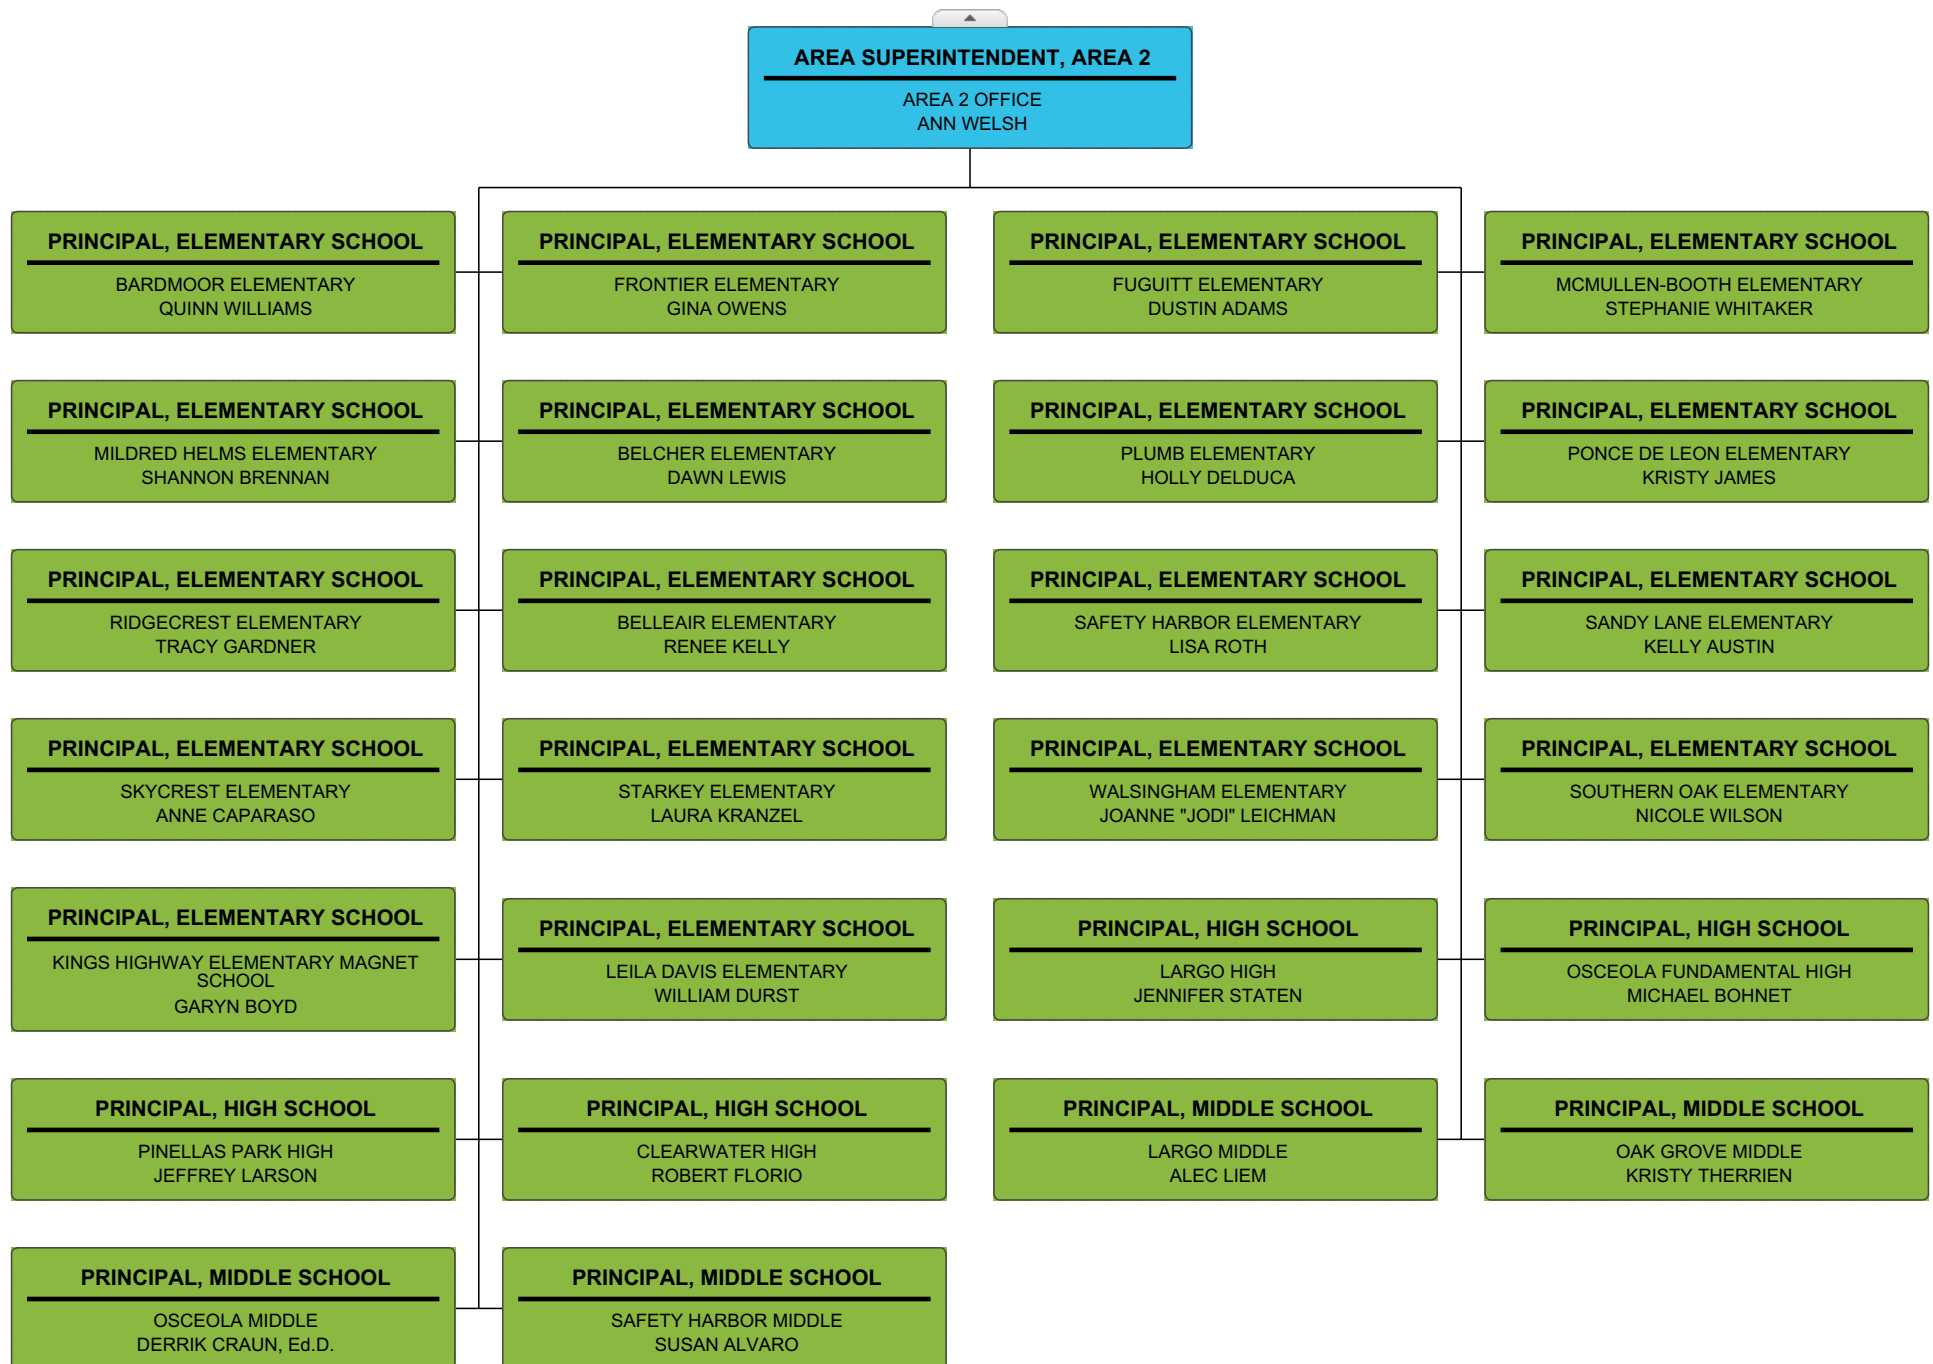 AREA SUPERINTENDENT, AREA 2
AREA 2 OFFICE
ANN WELSH
PRINCIPAL, ELEMENTARY SCHOOL
BARDMOOR ELEMENTARY
QUINN WILLIAMS
PRINCIPAL, ELEMENTARY SCHOOL
FRONTIER ELEMENTARY
GINA OWENS
PRINCIPAL, ELEMENTARY SCHOOL
FUGUITT ELEMENTARY
DUSTIN ADAMS
PRINCIPAL, ELEMENTARY SCHOOL
MCMULLEN-BOOTH ELEMENTARY
STEPHANIE WHITAKER
PRINCIPAL, ELEMENTARY SCHOOL
MILDRED HELMS ELEMENTARY
SHANNON BRENNAN
PRINCIPAL, ELEMENTARY SCHOOL
BELCHER ELEMENTARY
DAWN LEWIS
PRINCIPAL, ELEMENTARY SCHOOL
PLUMB ELEMENTARY
HOLLY DELDUCA
PRINCIPAL, ELEMENTARY SCHOOL
PONCE DE LEON ELEMENTARY
KRISTY JAMES
PRINCIPAL, ELEMENTARY SCHOOL
RIDGECREST ELEMENTARY
TRACY GARDNER
PRINCIPAL, ELEMENTARY SCHOOL
BELLEAIR ELEMENTARY
RENEE KELLY
PRINCIPAL, ELEMENTARY SCHOOL
SAFETY HARBOR ELEMENTARY
LISA ROTH
PRINCIPAL, ELEMENTARY SCHOOL
SANDY LANE ELEMENTARY
KELLY AUSTIN
PRINCIPAL, ELEMENTARY SCHOOL
SKYCREST ELEMENTARY
ANNE CAPARASO
PRINCIPAL, ELEMENTARY SCHOOL
STARKEY ELEMENTARY
LAURA KRANZEL
PRINCIPAL, ELEMENTARY SCHOOL
WALSINGHAM ELEMENTARY
JOANNE "JODI" LEICHMAN
PRINCIPAL, ELEMENTARY SCHOOL
SOUTHERN OAK ELEMENTARY
NICOLE WILSON
PRINCIPAL, ELEMENTARY SCHOOL
KINGS HIGHWAY ELEMENTARY MAGNET
SCHOOL
GARYN BOYD
PRINCIPAL, ELEMENTARY SCHOOL
LEILA DAVIS ELEMENTARY
WILLIAM DURST
PRINCIPAL, HIGH SCHOOL
LARGO HIGH
JENNIFER STATEN
PRINCIPAL, HIGH SCHOOL
OSCEOLA FUNDAMENTAL HIGH
MICHAEL BOHNET
PRINCIPAL, HIGH SCHOOL
PINELLAS PARK HIGH
JEFFREY LARSON
PRINCIPAL, HIGH SCHOOL
CLEARWATER HIGH
ROBERT FLORIO
PRINCIPAL, MIDDLE SCHOOL
LARGO MIDDLE
ALEC LIEM
PRINCIPAL, MIDDLE SCHOOL
OAK GROVE MIDDLE
KRISTY THERRIEN
PRINCIPAL, MIDDLE SCHOOL
OSCEOLA MIDDLE
DERRIK CRAUN, Ed.D.
PRINCIPAL, MIDDLE SCHOOL
SAFETY HARBOR MIDDLE
SUSAN ALVARO